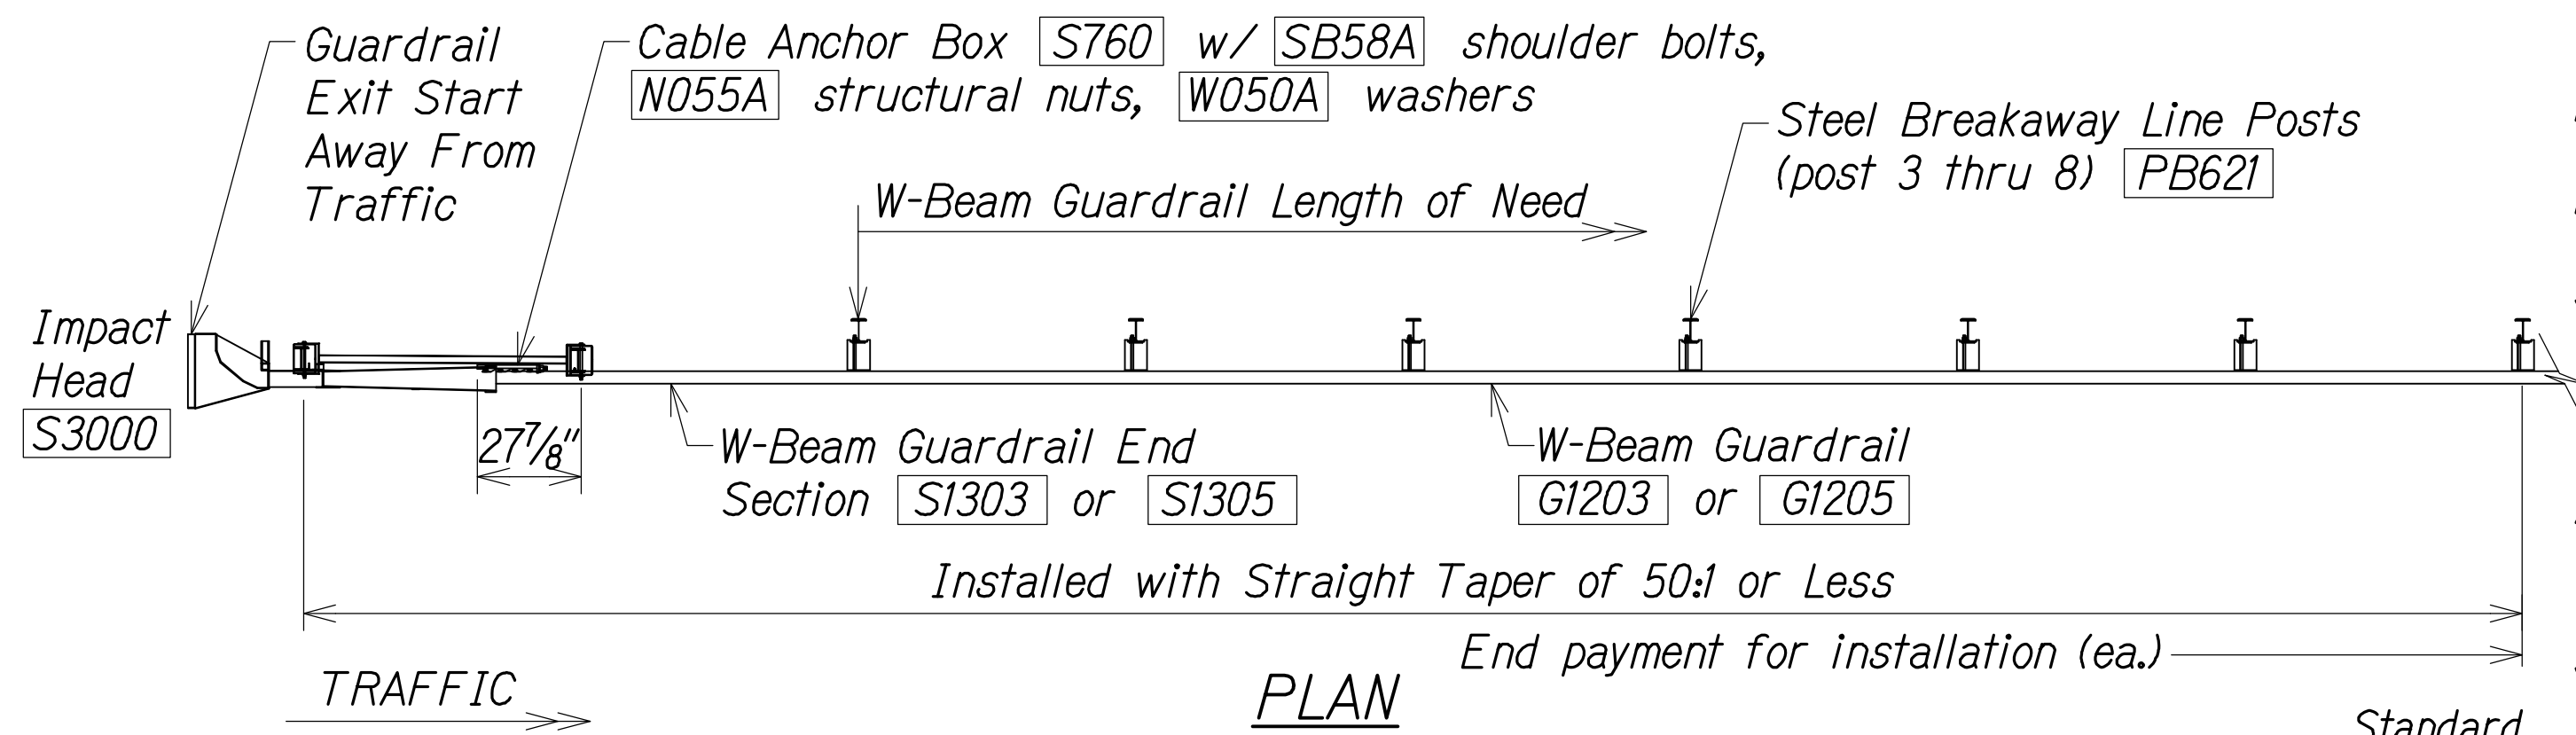 Guardrail
Exit Start
Away From
Traffic
Cable Anchor Box S760 w/ SB58A shoulder bolts,
N055A structural nuts, W050A washers
Steel Breakaway Line Posts
(post 3 thru 8) PB621
W-Beam Guardrail Length of Need
Impact
Head
S3000
27⅞"
W-Beam Guardrail End
Section S1303 or S1305
W-Beam Guardrail
G1203 or G1205
Installed with Straight Taper of 50:1 or Less
End payment for installation (ea.)
TRAFFIC
PLAN
Standard